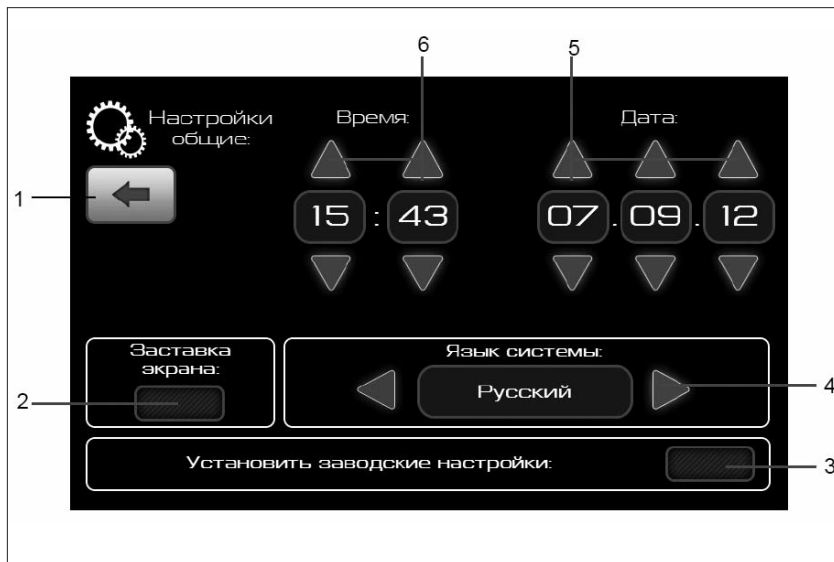 6
5
Настройки
общие:
Время:
Дата:
1
15 : 43
07.09.12
Заставка
экрана:
2
Язык системы:
Русский
4
Установить заводские настройки:
3